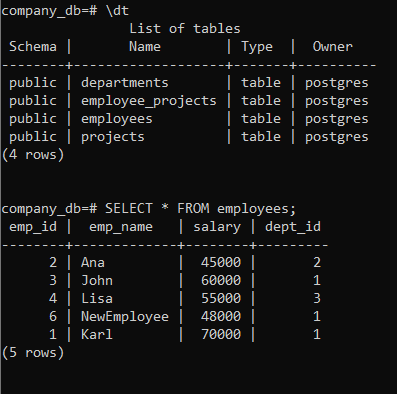 company_db=# \dt
              List of tables
 Schema |       Name        | Type  |  Owner
--------+-------------------+-------+----------
 public | departments       | table | postgres
 public | employee_projects | table | postgres
 public | employees         | table | postgres
 public | projects          | table | postgres
(4 rows)

company_db=# SELECT * FROM employees;
 emp_id |  emp_name   | salary | dept_id
--------+-------------+--------+---------
      2 | Ana         |  45000 |       2
      3 | John        |  60000 |       1
      4 | Lisa        |  55000 |       3
      6 | NewEmployee |  48000 |       1
      1 | Karl        |  70000 |       1
(5 rows)